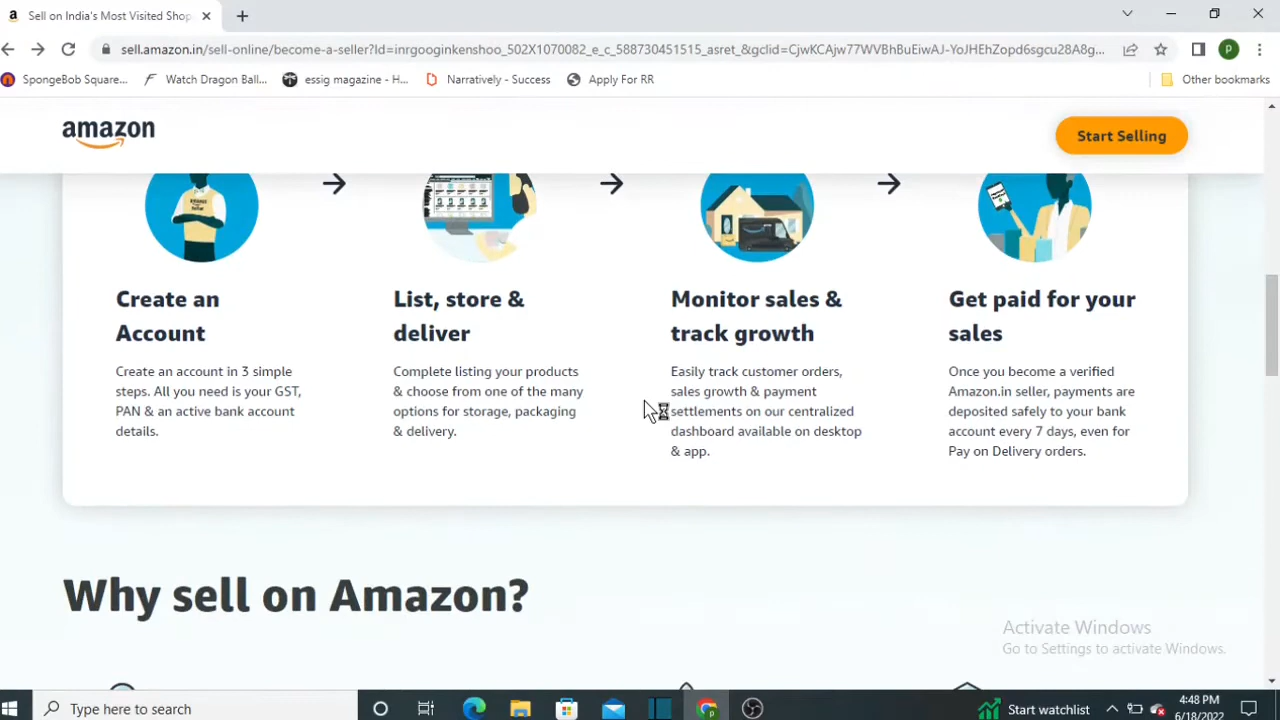 Sell on India's Most Visited Shop
sell.amazon.in/sell-online/become-a-seller?ld=inrgooginkenshoo_502X1070082_e_c_588730451515_asret_&gclid=CjwKCAjw77WVBhBuEiwAJ-YoJHEhZopd6sgcu28A8g...
P
SpongeBob Square...
Watch Dragon Ball...
essig magazine - H...
Narratively - Success
Apply For RR
Other bookmarks
amazon
Start Selling
Create an
Account
Create an account in 3 simple
steps. All you need is your GST,
PAN & an active bank account
details.
List, store &
deliver
Complete listing your products
& choose from one of the many
options for storage, packaging
& delivery.
Monitor sales &
track growth
Easily track customer orders,
sales growth & payment
settlements on our centralized
dashboard available on desktop
& app.
Get paid for your
sales
Once you become a verified
Amazon.in seller, payments are
deposited safely to your bank
account every 7 days, even for
Pay on Delivery orders.
Why sell on Amazon?
Activate Windows
Go to Settings to activate Windows.
Type here to search
Start watchlist
4:48 PM
6/18/2022